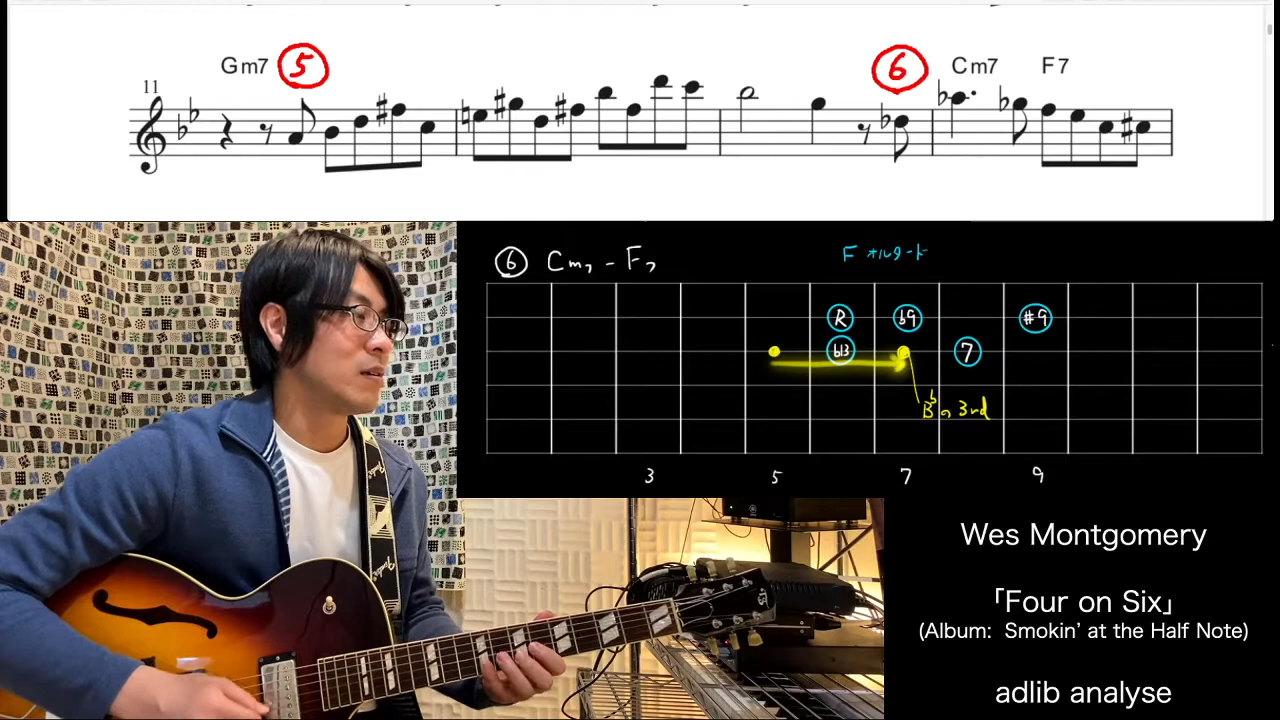 Gm7 ⑤ ⑥ Cm7 F7
11
⑥ Cm7 - F7
F オルタード
R b9 #9
b13 7
Bbの3rd
3 5 7 9
Wes Montgomery
「Four on Six」
(Album: Smokin' at the Half Note)
adlib analyse